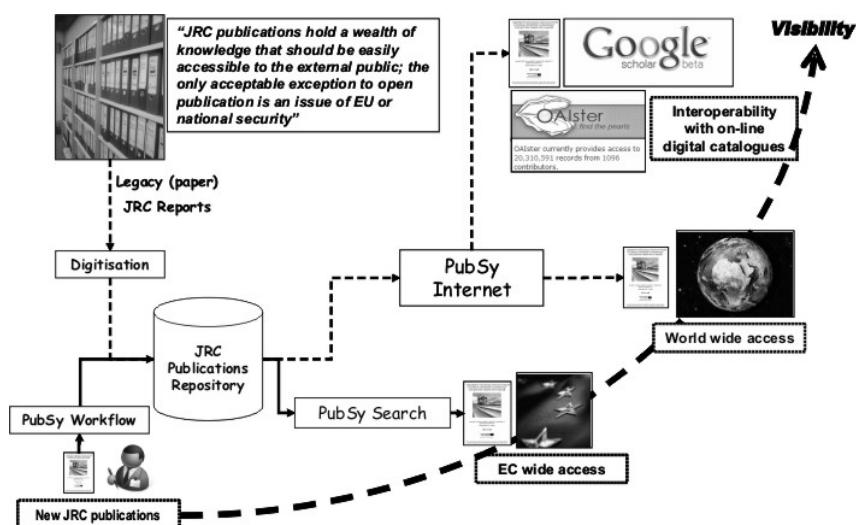 "JRC publications hold a wealth of
knowledge that should be easily
accessible to the external public; the
only acceptable exception to open
publication is an issue of EU or
national security"
Google
scholar beta
Visibility
OAIster
find the pearls
OAIster currently provides access to
20,310,591 records from 1096
contributors.
Interoperability
with on-line
digital catalogues
Legacy (paper)
JRC Reports
Digitisation
PubSy
Internet
World wide access
JRC
Publications
Repository
PubSy Workflow
PubSy Search
EC wide access
New JRC publications